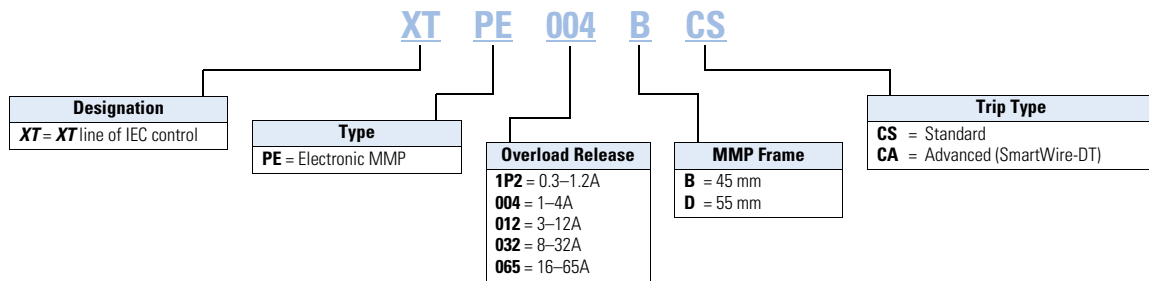 XT PE 004 B CS
Designation
XT = XT line of IEC control
Type
PE = Electronic MMP
Overload Release
1P2 = 0.3–1.2A
004 = 1–4A
012 = 3–12A
032 = 8–32A
065 = 16–65A
MMP Frame
B = 45 mm
D = 55 mm
Trip Type
CS = Standard
CA = Advanced (SmartWire-DT)